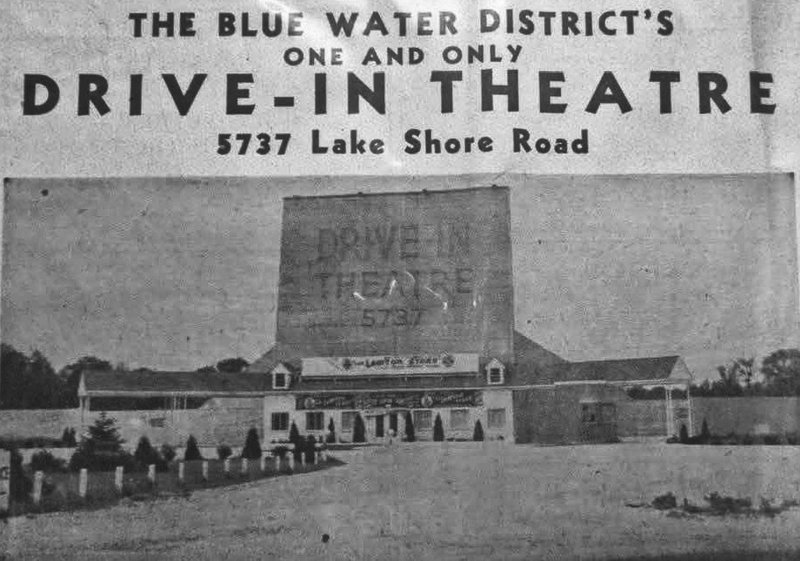 THE BLUE WATER DISTRICT'S
ONE AND ONLY
DRIVE-IN THEATRE
5737 Lake Shore Road
DRIVE-IN
THEATRE
5737